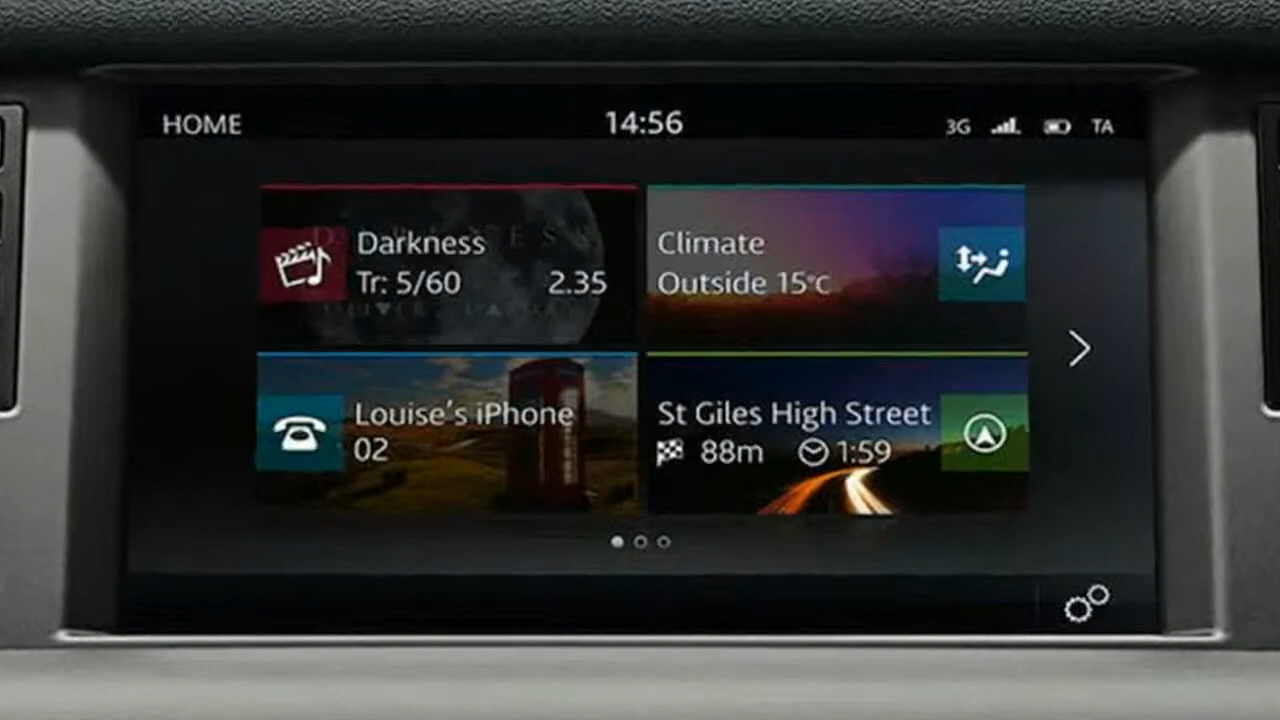 HOME
14:56
3G
TA
Darkness
Tr: 5/60 2.35
Climate
Outside 15°C
Louise's iPhone
02
St Giles High Street
88m 1:59